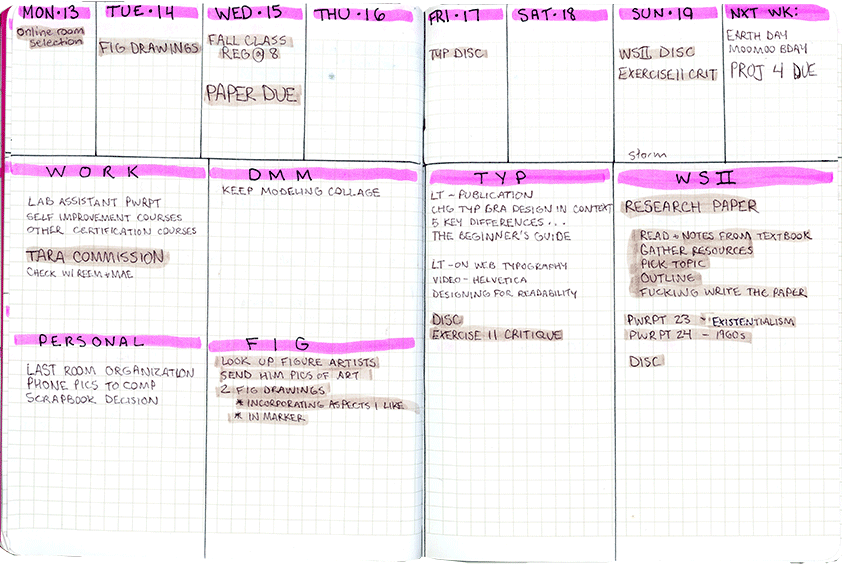 MON·13
online room
selection
TUE·14
FIG DRAWINGS
WED·15
FALL CLASS
REG @ 8
PAPER DUE
THU·16
FRI·17
TYP DISC
SAT·18
SUN·19
WSII DISC
EXERCISE 11 CRIT
storm
NXT WK:
EARTH DAY
MOOMOO BDAY
PROJ 4 DUE
WORK
LAB ASSISTANT PWRPT
SELF IMPROVEMENT COURSES
OTHER CERTIFICATION COURSES
TARA COMMISSION
CHECK W/ REEM + MAE
DMM
KEEP MODELING COLLAGE
PERSONAL
LAST ROOM ORGANIZATION
PHONE PICS TO COMP
SCRAPBOOK DECISION
FIG
LOOK UP FIGURE ARTISTS
SEND HIM PICS OF ART
2 FIG DRAWINGS
* INCORPORATING ASPECTS I LIKE
* IN MARKER
TYP
LT - PUBLICATION
CHG TYP GRA DESIGN IN CONTEXT
5 KEY DIFFERENCES...
THE BEGINNER'S GUIDE
LT - ON WEB TYPOGRAPHY
VIDEO - HELVETICA
DESIGNING FOR READABILITY
DISC
EXERCISE 11 CRITIQUE
WSII
RESEARCH PAPER
READ + NOTES FROM TEXTBOOK
GATHER RESOURCES
PICK TOPIC
OUTLINE
FUCKING WRITE THE PAPER
PWRPT 23 - EXISTENTIALISM
PWRPT 24 - 1960s
DISC